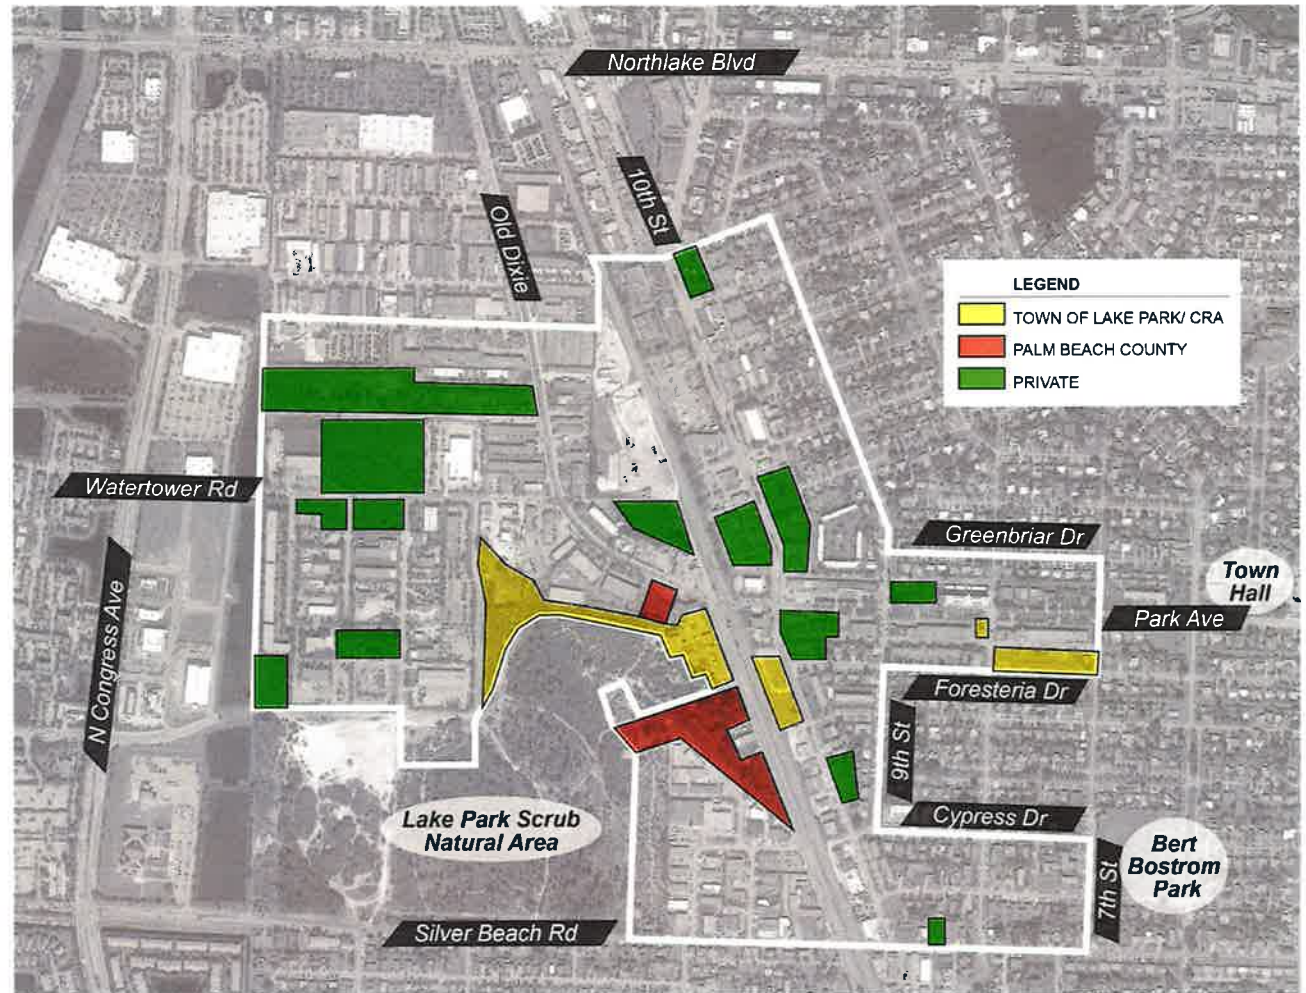 Northlake Blvd
10th St
Old Dixie
LEGEND
TOWN OF LAKE PARK/ CRA
PALM BEACH COUNTY
PRIVATE
Watertower Rd
Greenbriar Dr
Town
Hall
Park Ave
N Congress Ave
Foresteria Dr
9th St
Cypress Dr
Lake Park Scrub
Natural Area
Bert
Bostrom
Park
7th St
Silver Beach Rd